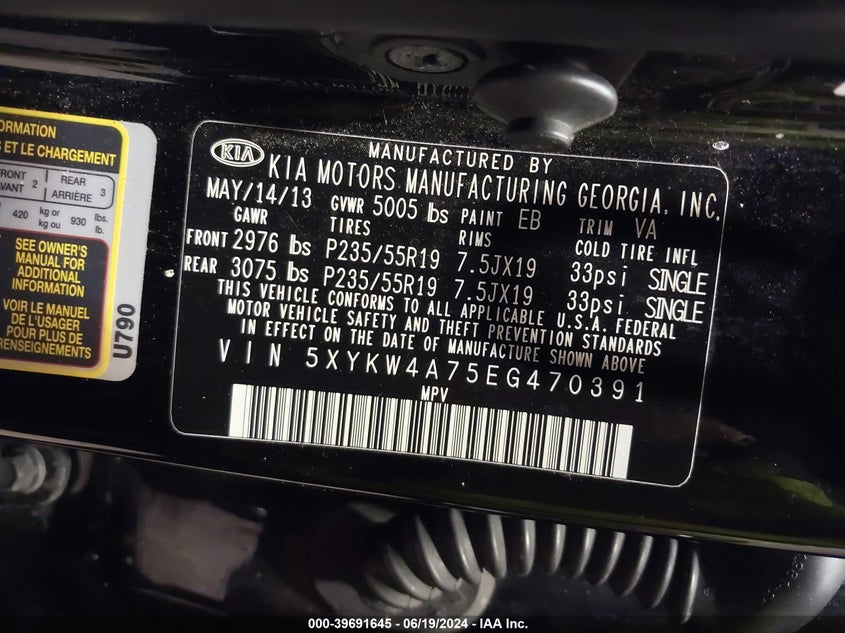 ORMATION
ET LE CHARGEMENT
FRONT
AVANT 2 REAR
ARRIÈRE 3
420 kg or
kg ou 930 lbs.
lb.
SEE OWNER'S
MANUAL FOR
ADDITIONAL
INFORMATION
VOIR LE MANUEL
DE L'USAGER
POUR PLUS DE
RENSEIGNEMENTS
U790
KIA
MANUFACTURED BY
KIA MOTORS MANUFACTURING GEORGIA, INC.
MAY/14/13 GVWR 5005 lbs PAINT EB TRIM VA
GAWR TIRES RIMS COLD TIRE INFL
FRONT 2976 lbs P235/55R19 7.5JX19 33psi SINGLE
REAR 3075 lbs P235/55R19 7.5JX19 33psi SINGLE
THIS VEHICLE CONFORMS TO ALL APPLICABLE U.S.A. FEDERAL
MOTOR VEHICLE SAFETY AND THEFT PREVENTION STANDARDS
IN EFFECT ON THE DATE OF MANUFACTURE SHOWN ABOVE
VIN 5XYKW4A75EG470391
MPV
000-39691645 - 06/19/2024 - IAA Inc.